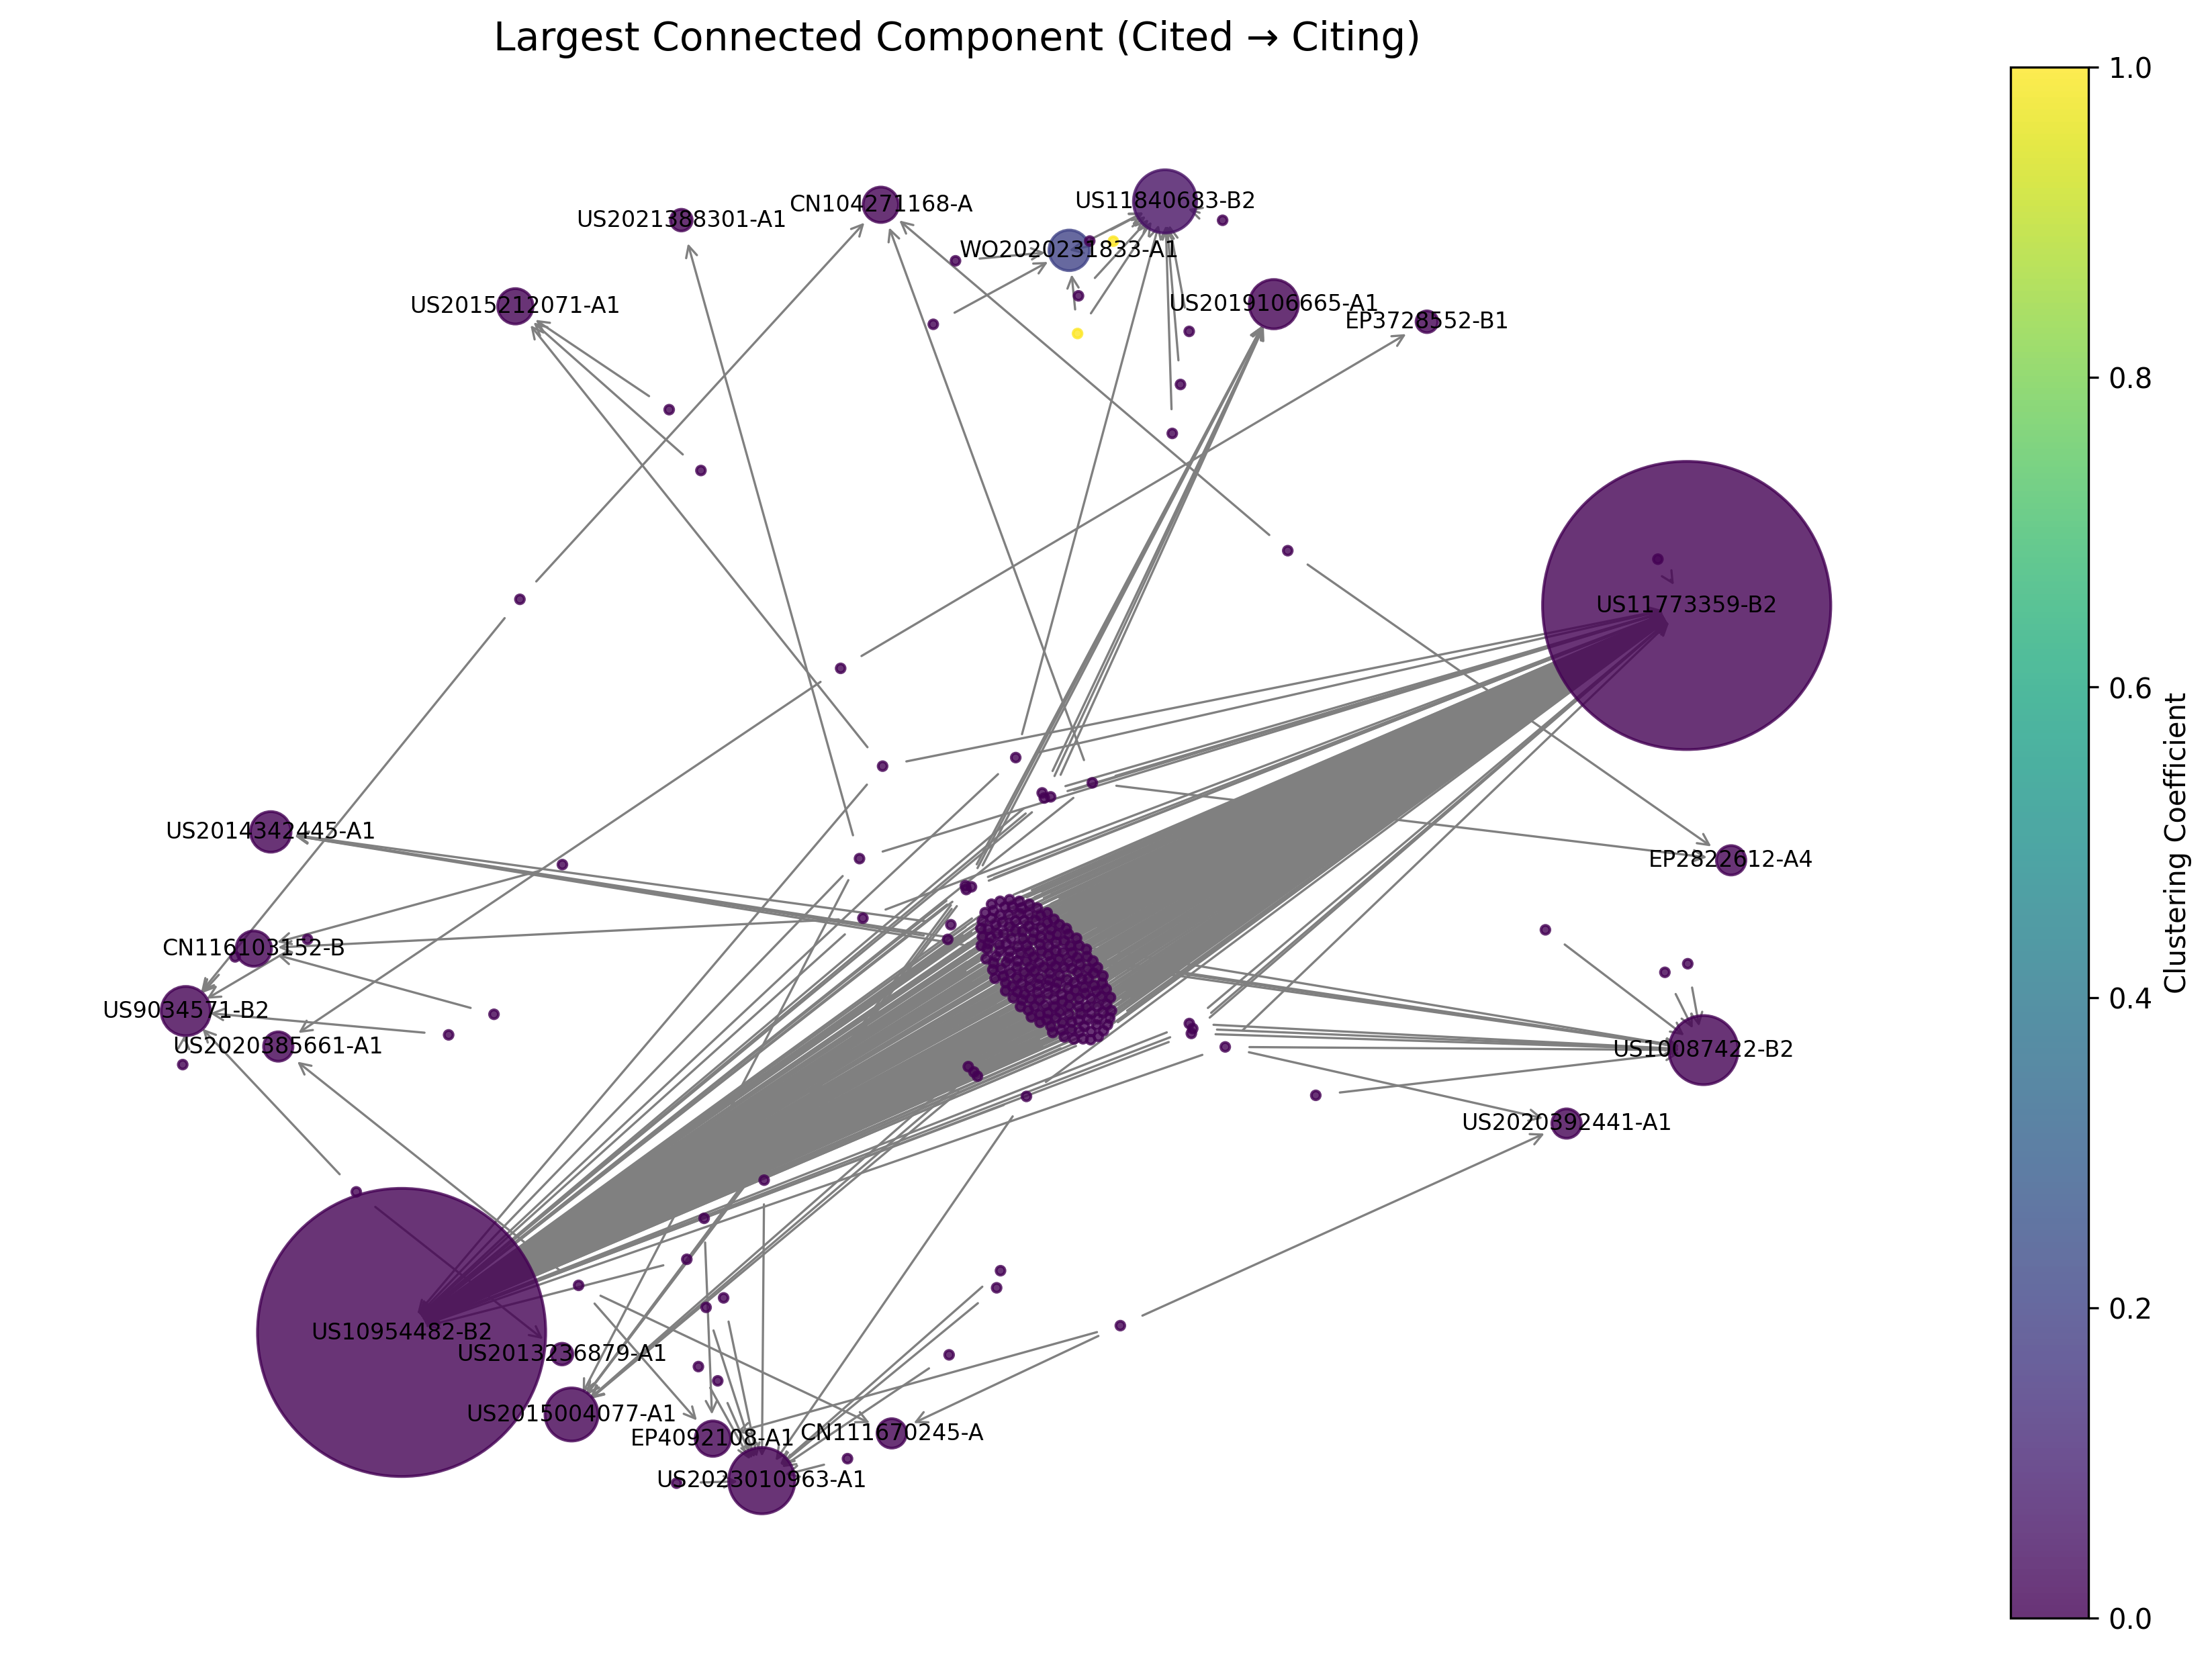 Largest Connected Component (Cited → Citing)
1.0
US11840683-B2
CN104271168-A
US2021388301-A1
WO2020231833-A1
US2019106665-A1
US2015212071-A1
EP3728552-B1
0.8
US11773359-B2
0.6
US2014342445-A1
EP2822612-A4
Clustering Coefficient
CN116103152-B
0.4
US9034571-B2
US2020385661-A1
US10087422-B2
US2020392441-A1
0.2
US10954482-B2
US2013236879-A1
US2015004077-A1
EP4092108-A1
CN111670245-A
US2023010963-A1
0.0